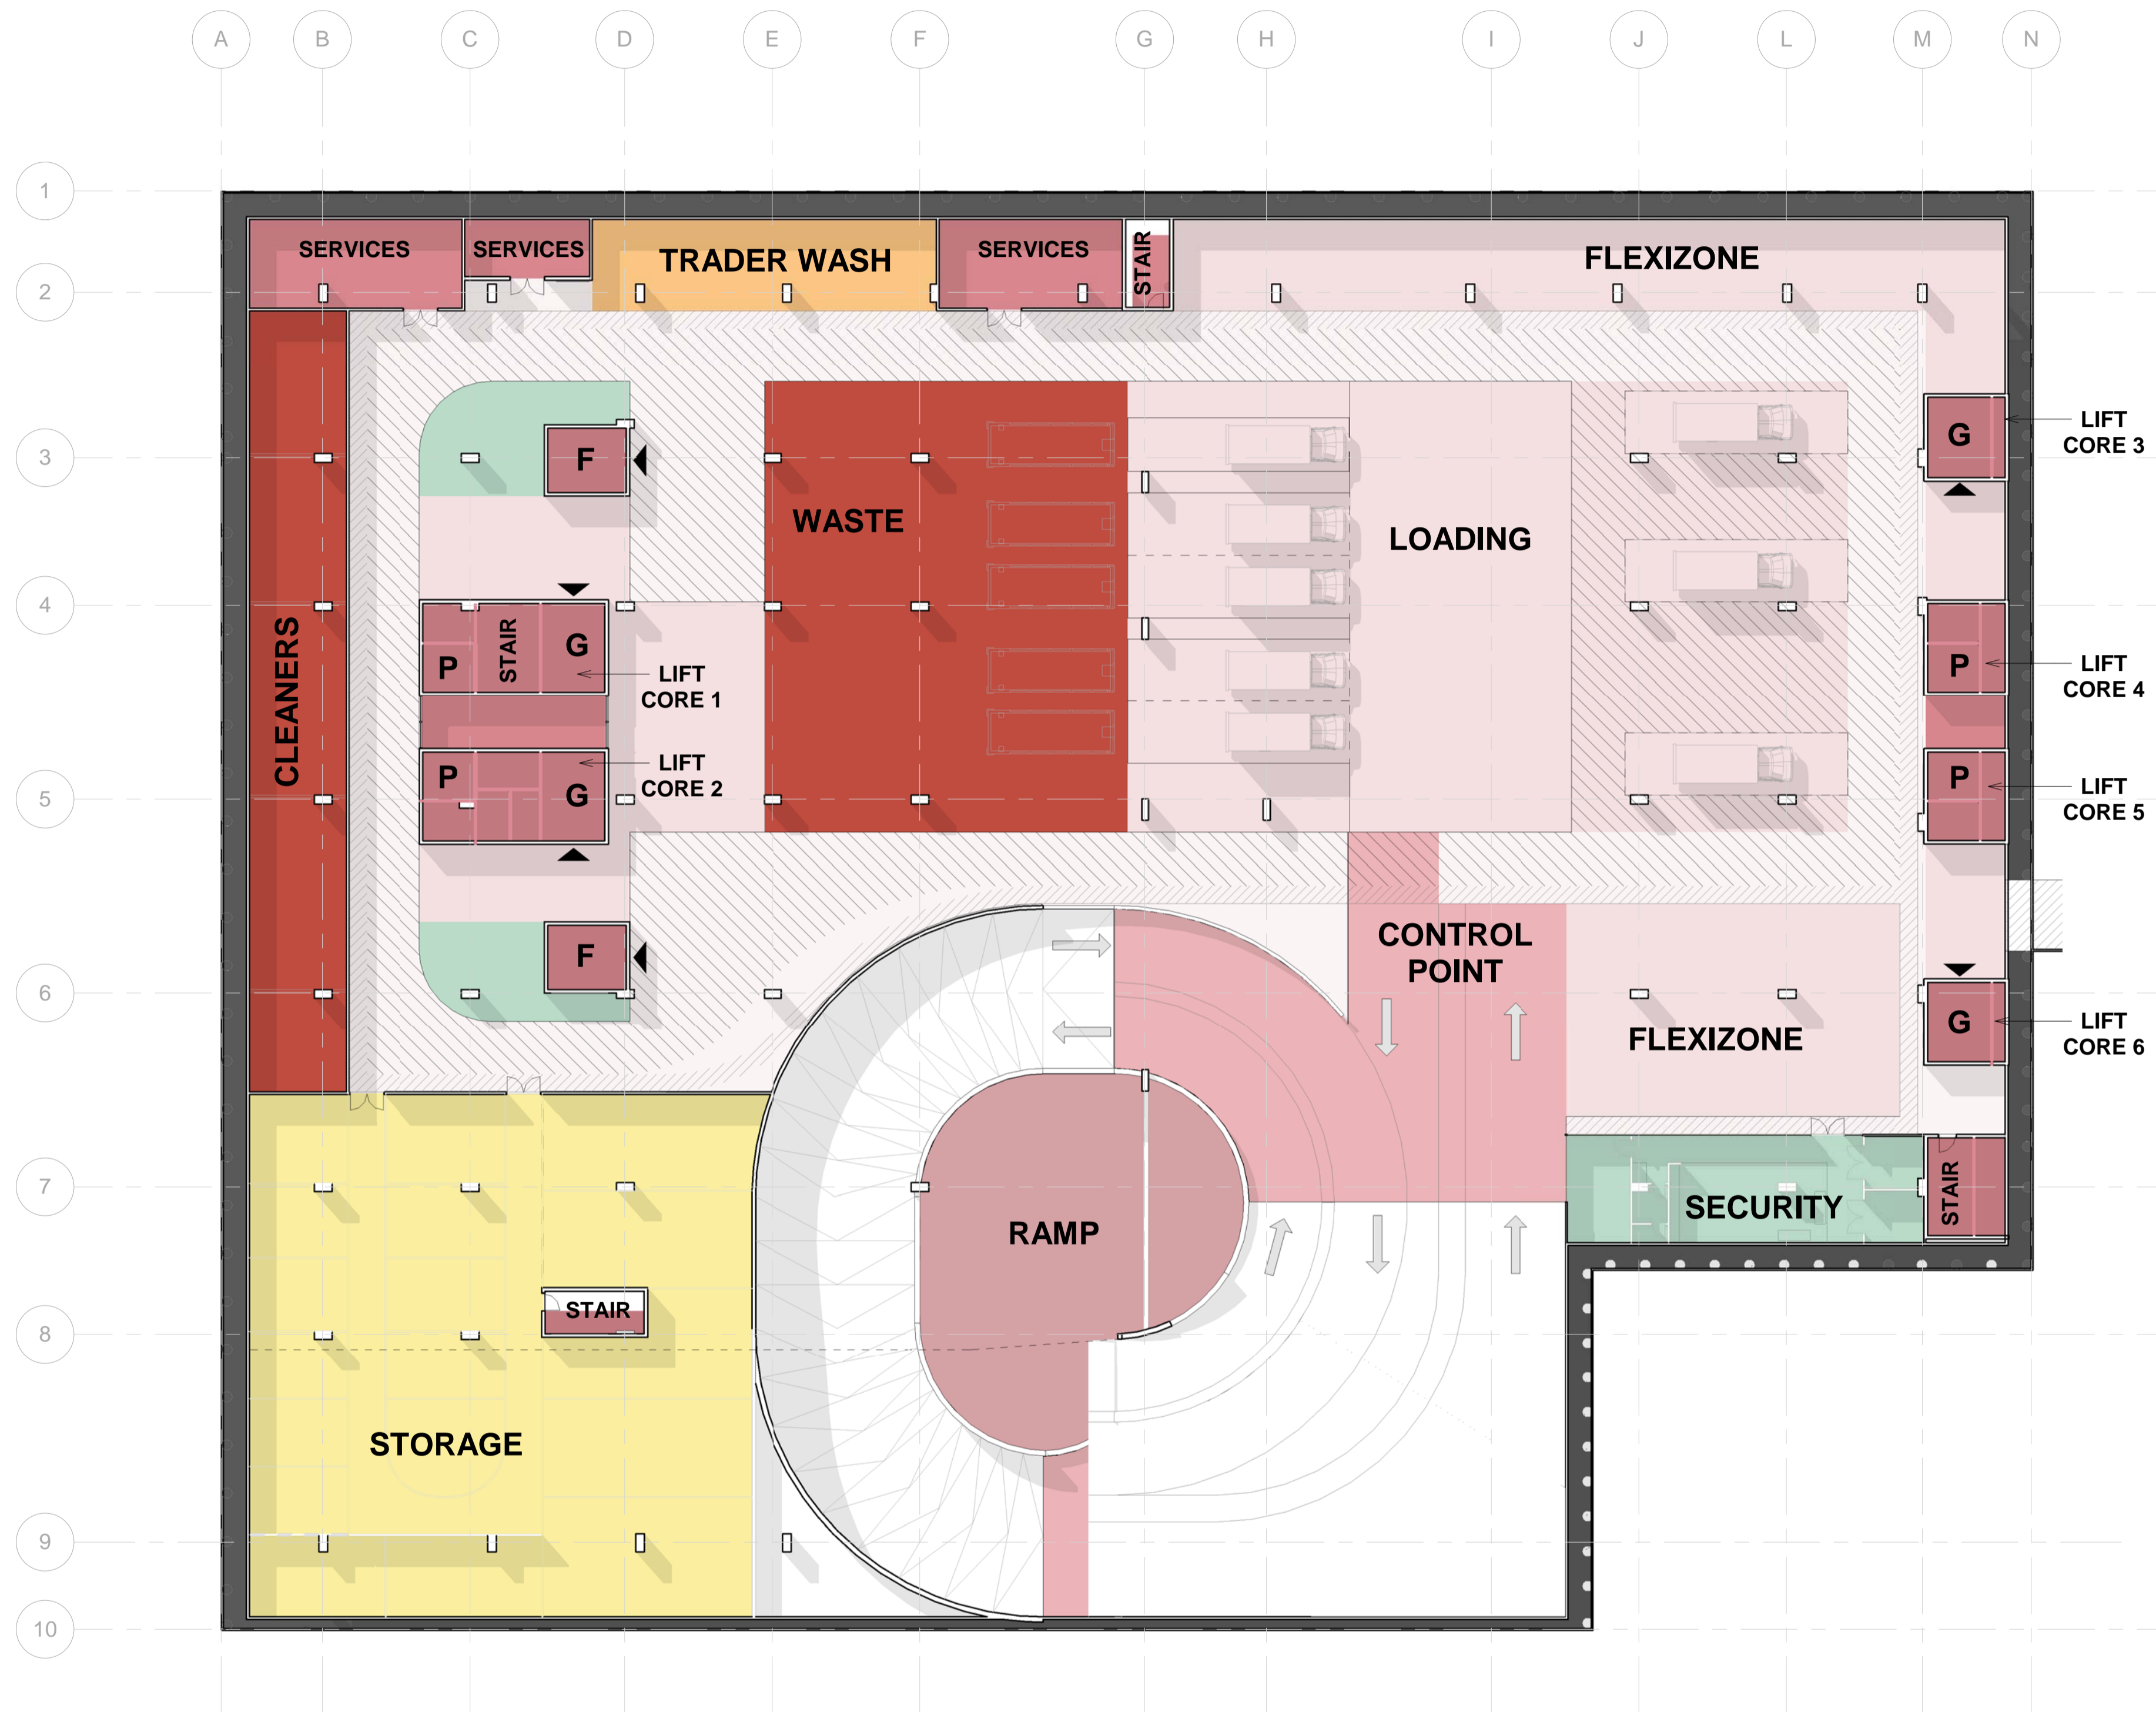 A B C D E F G H I J L M N
1
SERVICES SERVICES TRADER WASH SERVICES STAIR FLEXIZONE
2
F
G
LIFT
CORE 3
3
WASTE
LOADING
4
CLEANERS
P STAIR G
LIFT
CORE 1
P
LIFT
CORE 4
P G
LIFT
CORE 2
P
LIFT
CORE 5
5
F
CONTROL
POINT
6
G
LIFT
CORE 6
FLEXIZONE
7
RAMP
SECURITY
STAIR
STAIR
8
STORAGE
9
10